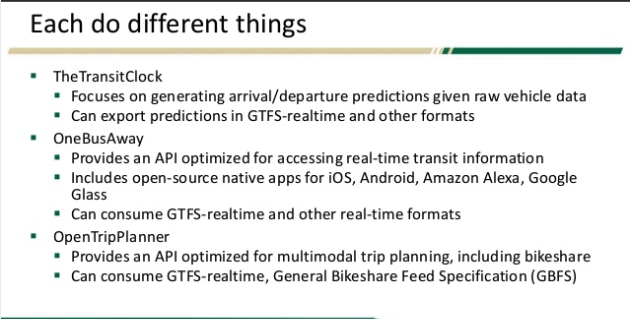 Each do different things
TheTransitClock
Focuses on generating arrival/departure predictions given raw vehicle data
Can export predictions in GTFS-realtime and other formats
OneBusAway
Provides an API optimized for accessing real-time transit information
Includes open-source native apps for iOS, Android, Amazon Alexa, Google
Glass
Can consume GTFS-realtime and other real-time formats
OpenTripPlanner
Provides an API optimized for multimodal trip planning, including bikeshare
Can consume GTFS-realtime, General Bikeshare Feed Specification (GBFS)